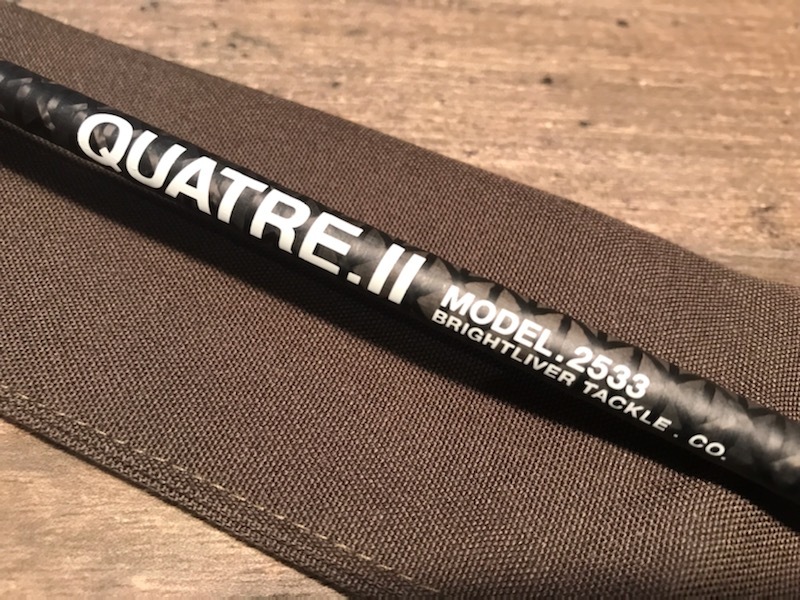 QUATRE.II
MODEL.2533
BRIGHTLIVER TACKLE.CO.